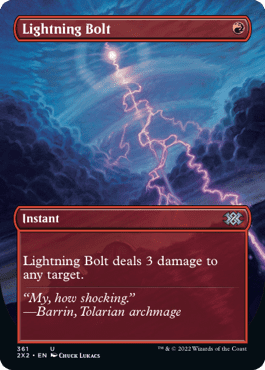 Lightning Bolt
Instant
Lightning Bolt deals 3 damage to
any target.
“My, how shocking.”
—Barrin, Tolarian archmage
361 U
2X2 • EN Chuck Lukacs
™ & © 2022 Wizards of the Coast